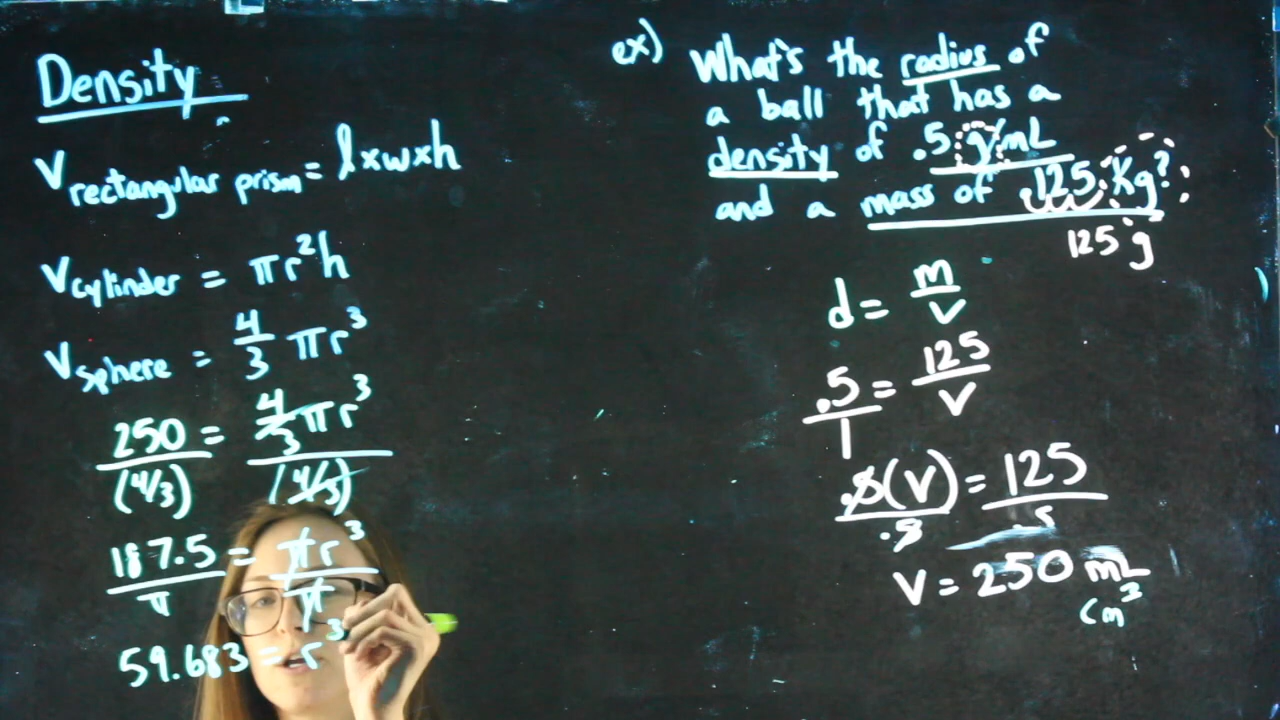 Density
V rectangular prism = l x w x h
V cylinder = πr²h
V sphere = 4/3 πr³
250 = 4/3 πr³
(4/3) (4/3)
187.5 = πr³
π π
59.683 = r³
ex) What's the radius of
a ball that has a
density of .5 g/mL
and a mass of .125 Kg?
125 g
d = m/V
.5/1 = 125/V
.5(V) = 125
.5 .5
V = 250 mL
cm³